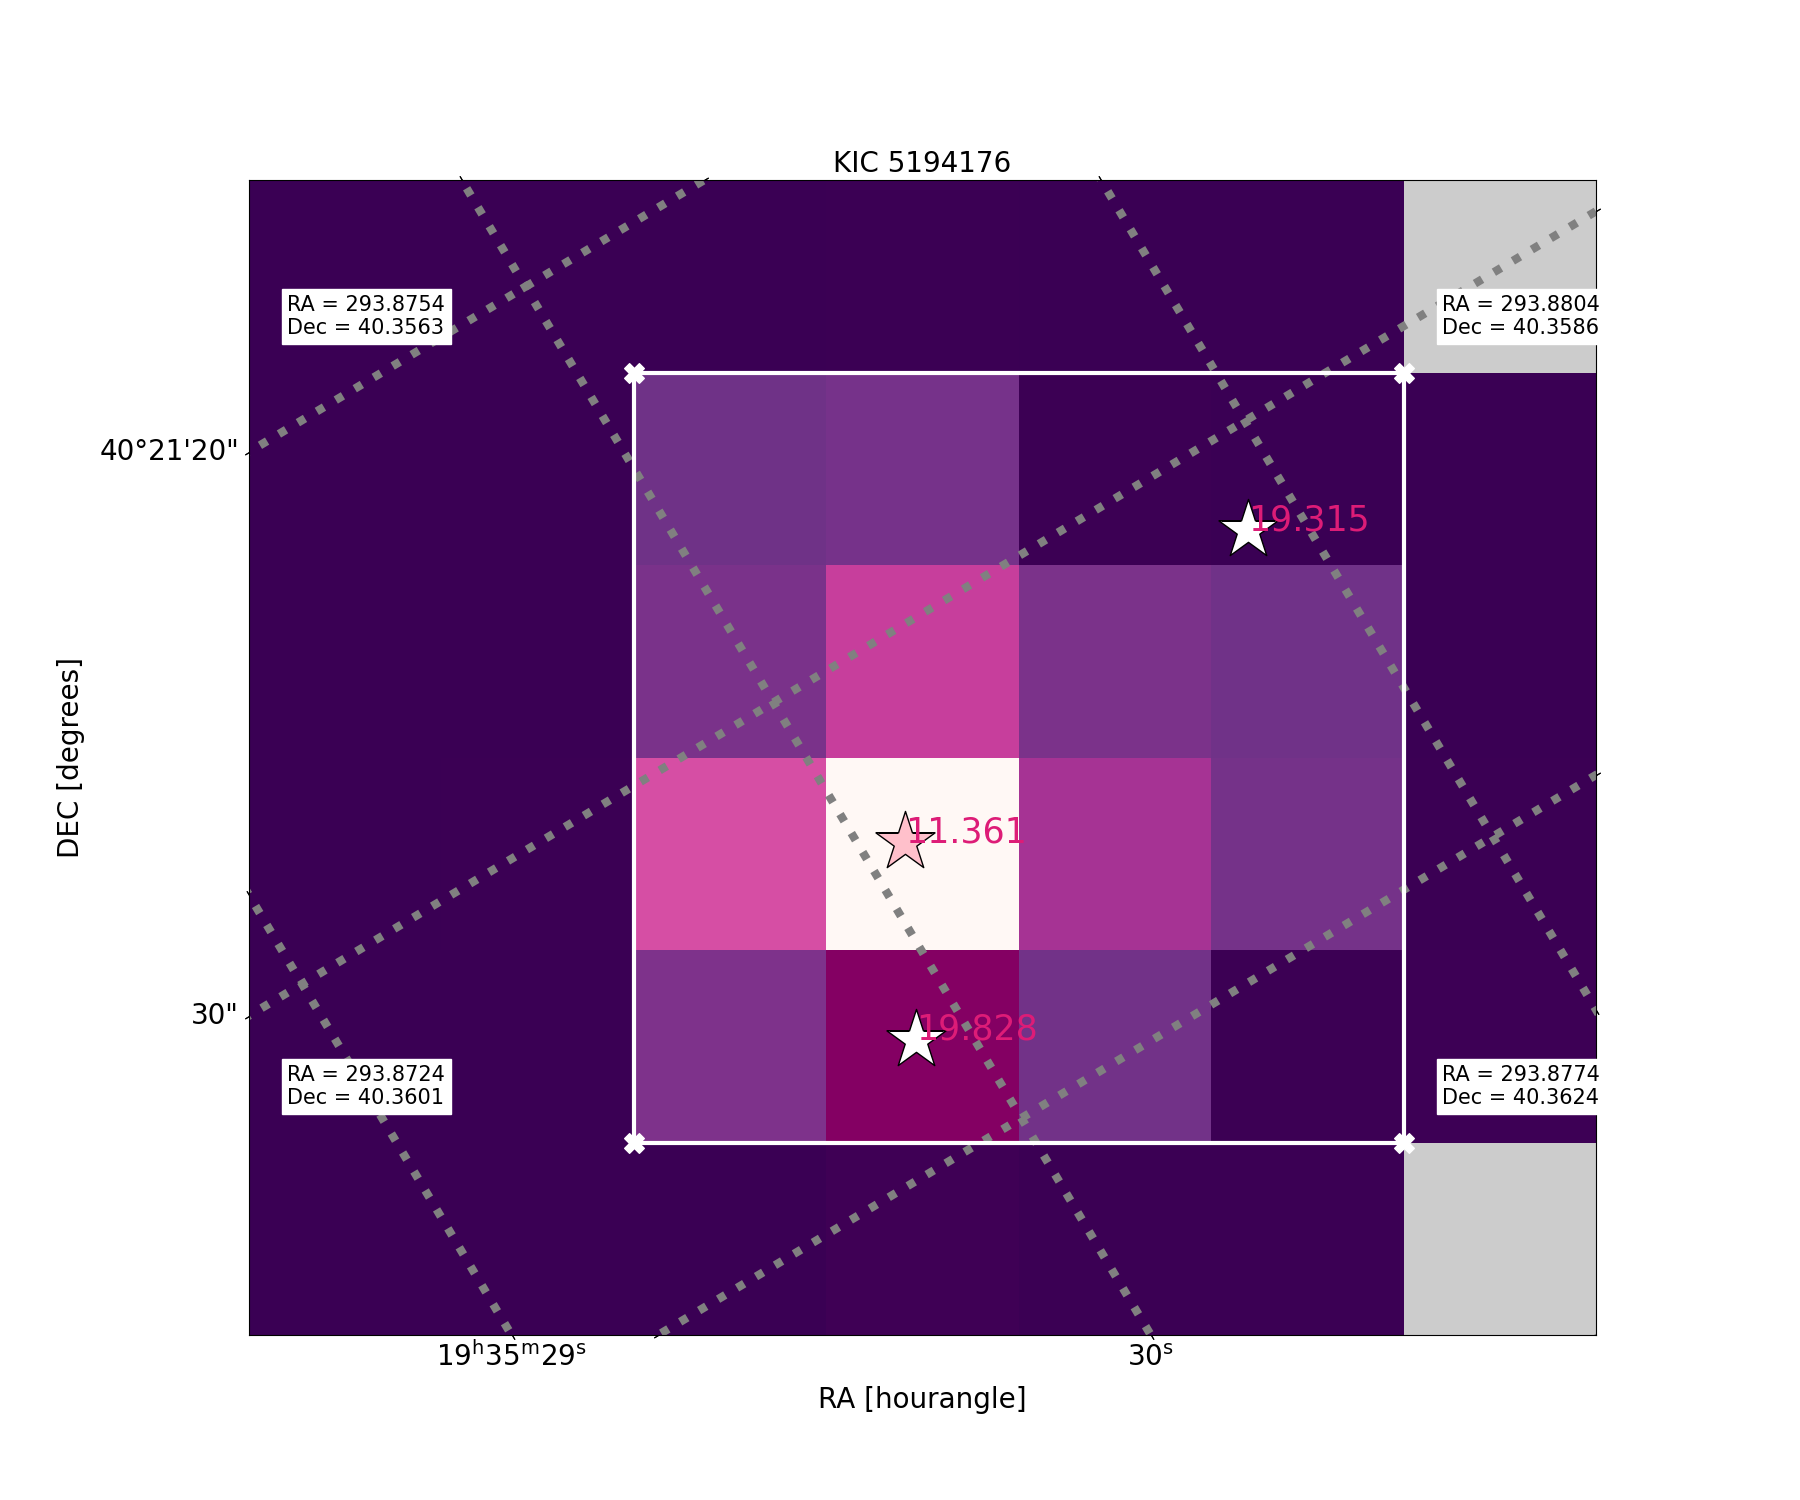 KIC 5194176
RA = 293.8754
Dec = 40.3563
RA = 293.8804
Dec = 40.3586
40°21'20"
19.315
DEC [degrees]
11.361
30"
19.828
RA = 293.8724
Dec = 40.3601
RA = 293.8774
Dec = 40.3624
19ʰ35ᵐ29ˢ
30ˢ
RA [hourangle]